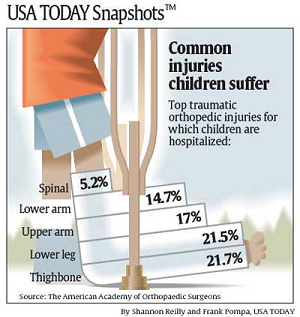 USA TODAY Snapshots™
Common
injuries
children suffer
Top traumatic
orthopedic injuries for
which children are
hospitalized:
Spinal 5.2%
Lower arm 14.7%
Upper arm 17%
Lower leg 21.5%
Thighbone 21.7%
Source: The American Academy of Orthopaedic Surgeons
By Shannon Reilly and Frank Pompa, USA TODAY